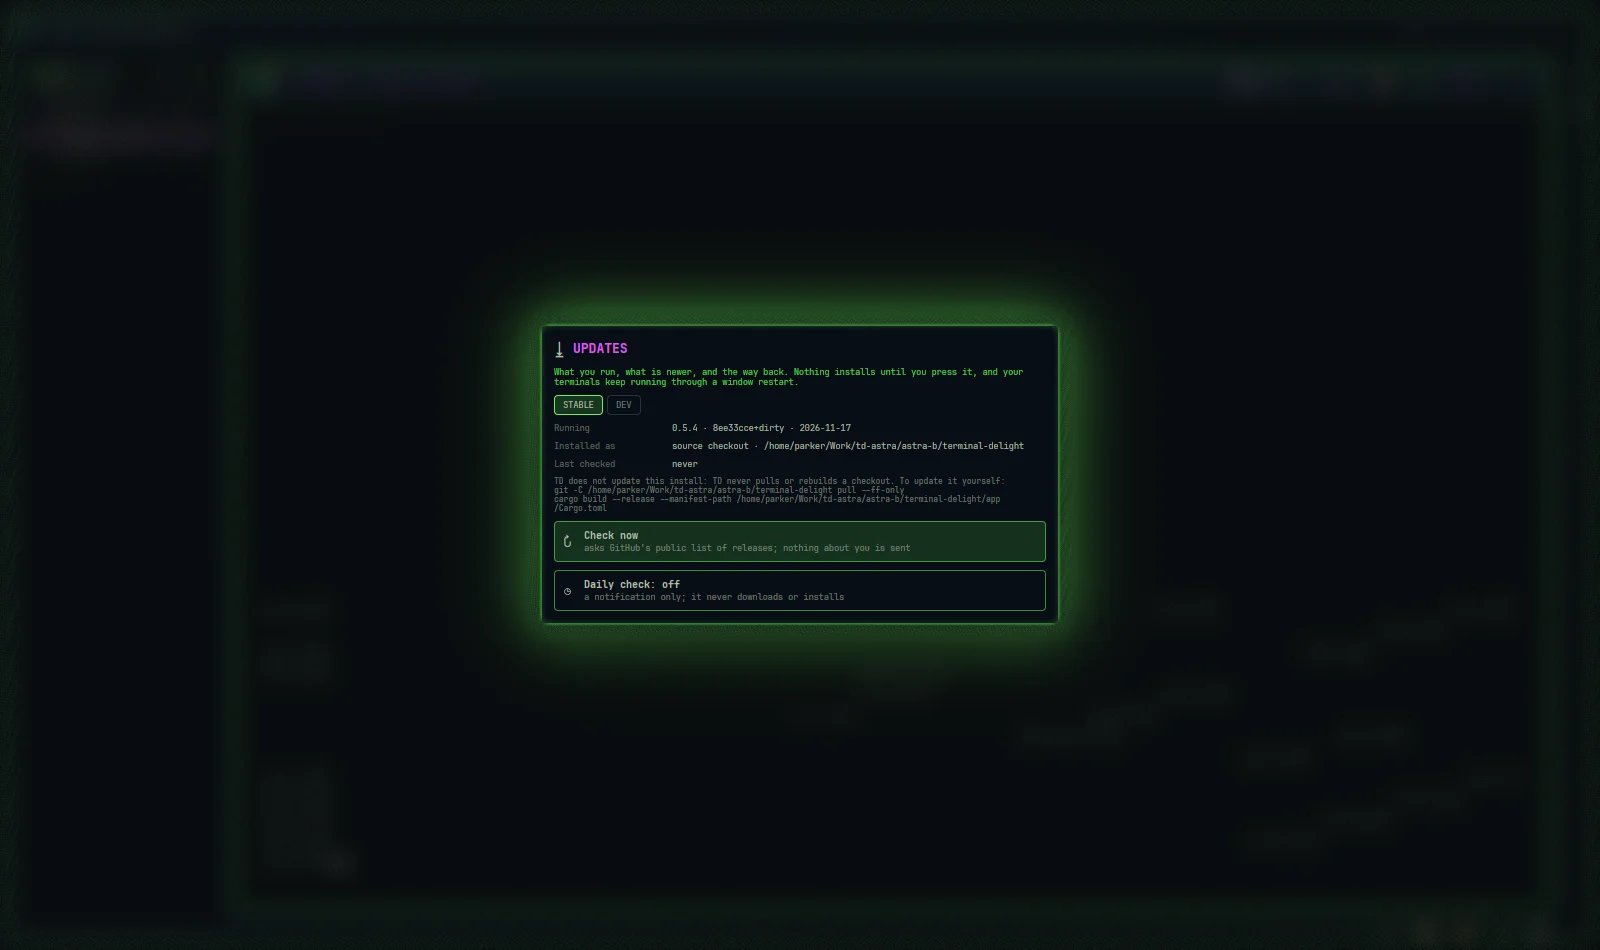 UPDATES
What you run, what is newer, and the way back. Nothing installs until you press it, and your
terminals keep running through a window restart.
STABLE DEV
Running 0.5.4 · 8ee33cce+dirty · 2026-11-17
Installed as source checkout · /home/parker/Work/td-astra/astra-b/terminal-delight
Last checked never
TD does not update this install: TD never pulls or rebuilds a checkout. To update it yourself:
git -C /home/parker/Work/td-astra/astra-b/terminal-delight pull --ff-only
cargo build --release --manifest-path /home/parker/Work/td-astra/astra-b/terminal-delight/app
/Cargo.toml
Check now
asks GitHub's public list of releases; nothing about you is sent
Daily check: off
a notification only; it never downloads or installs